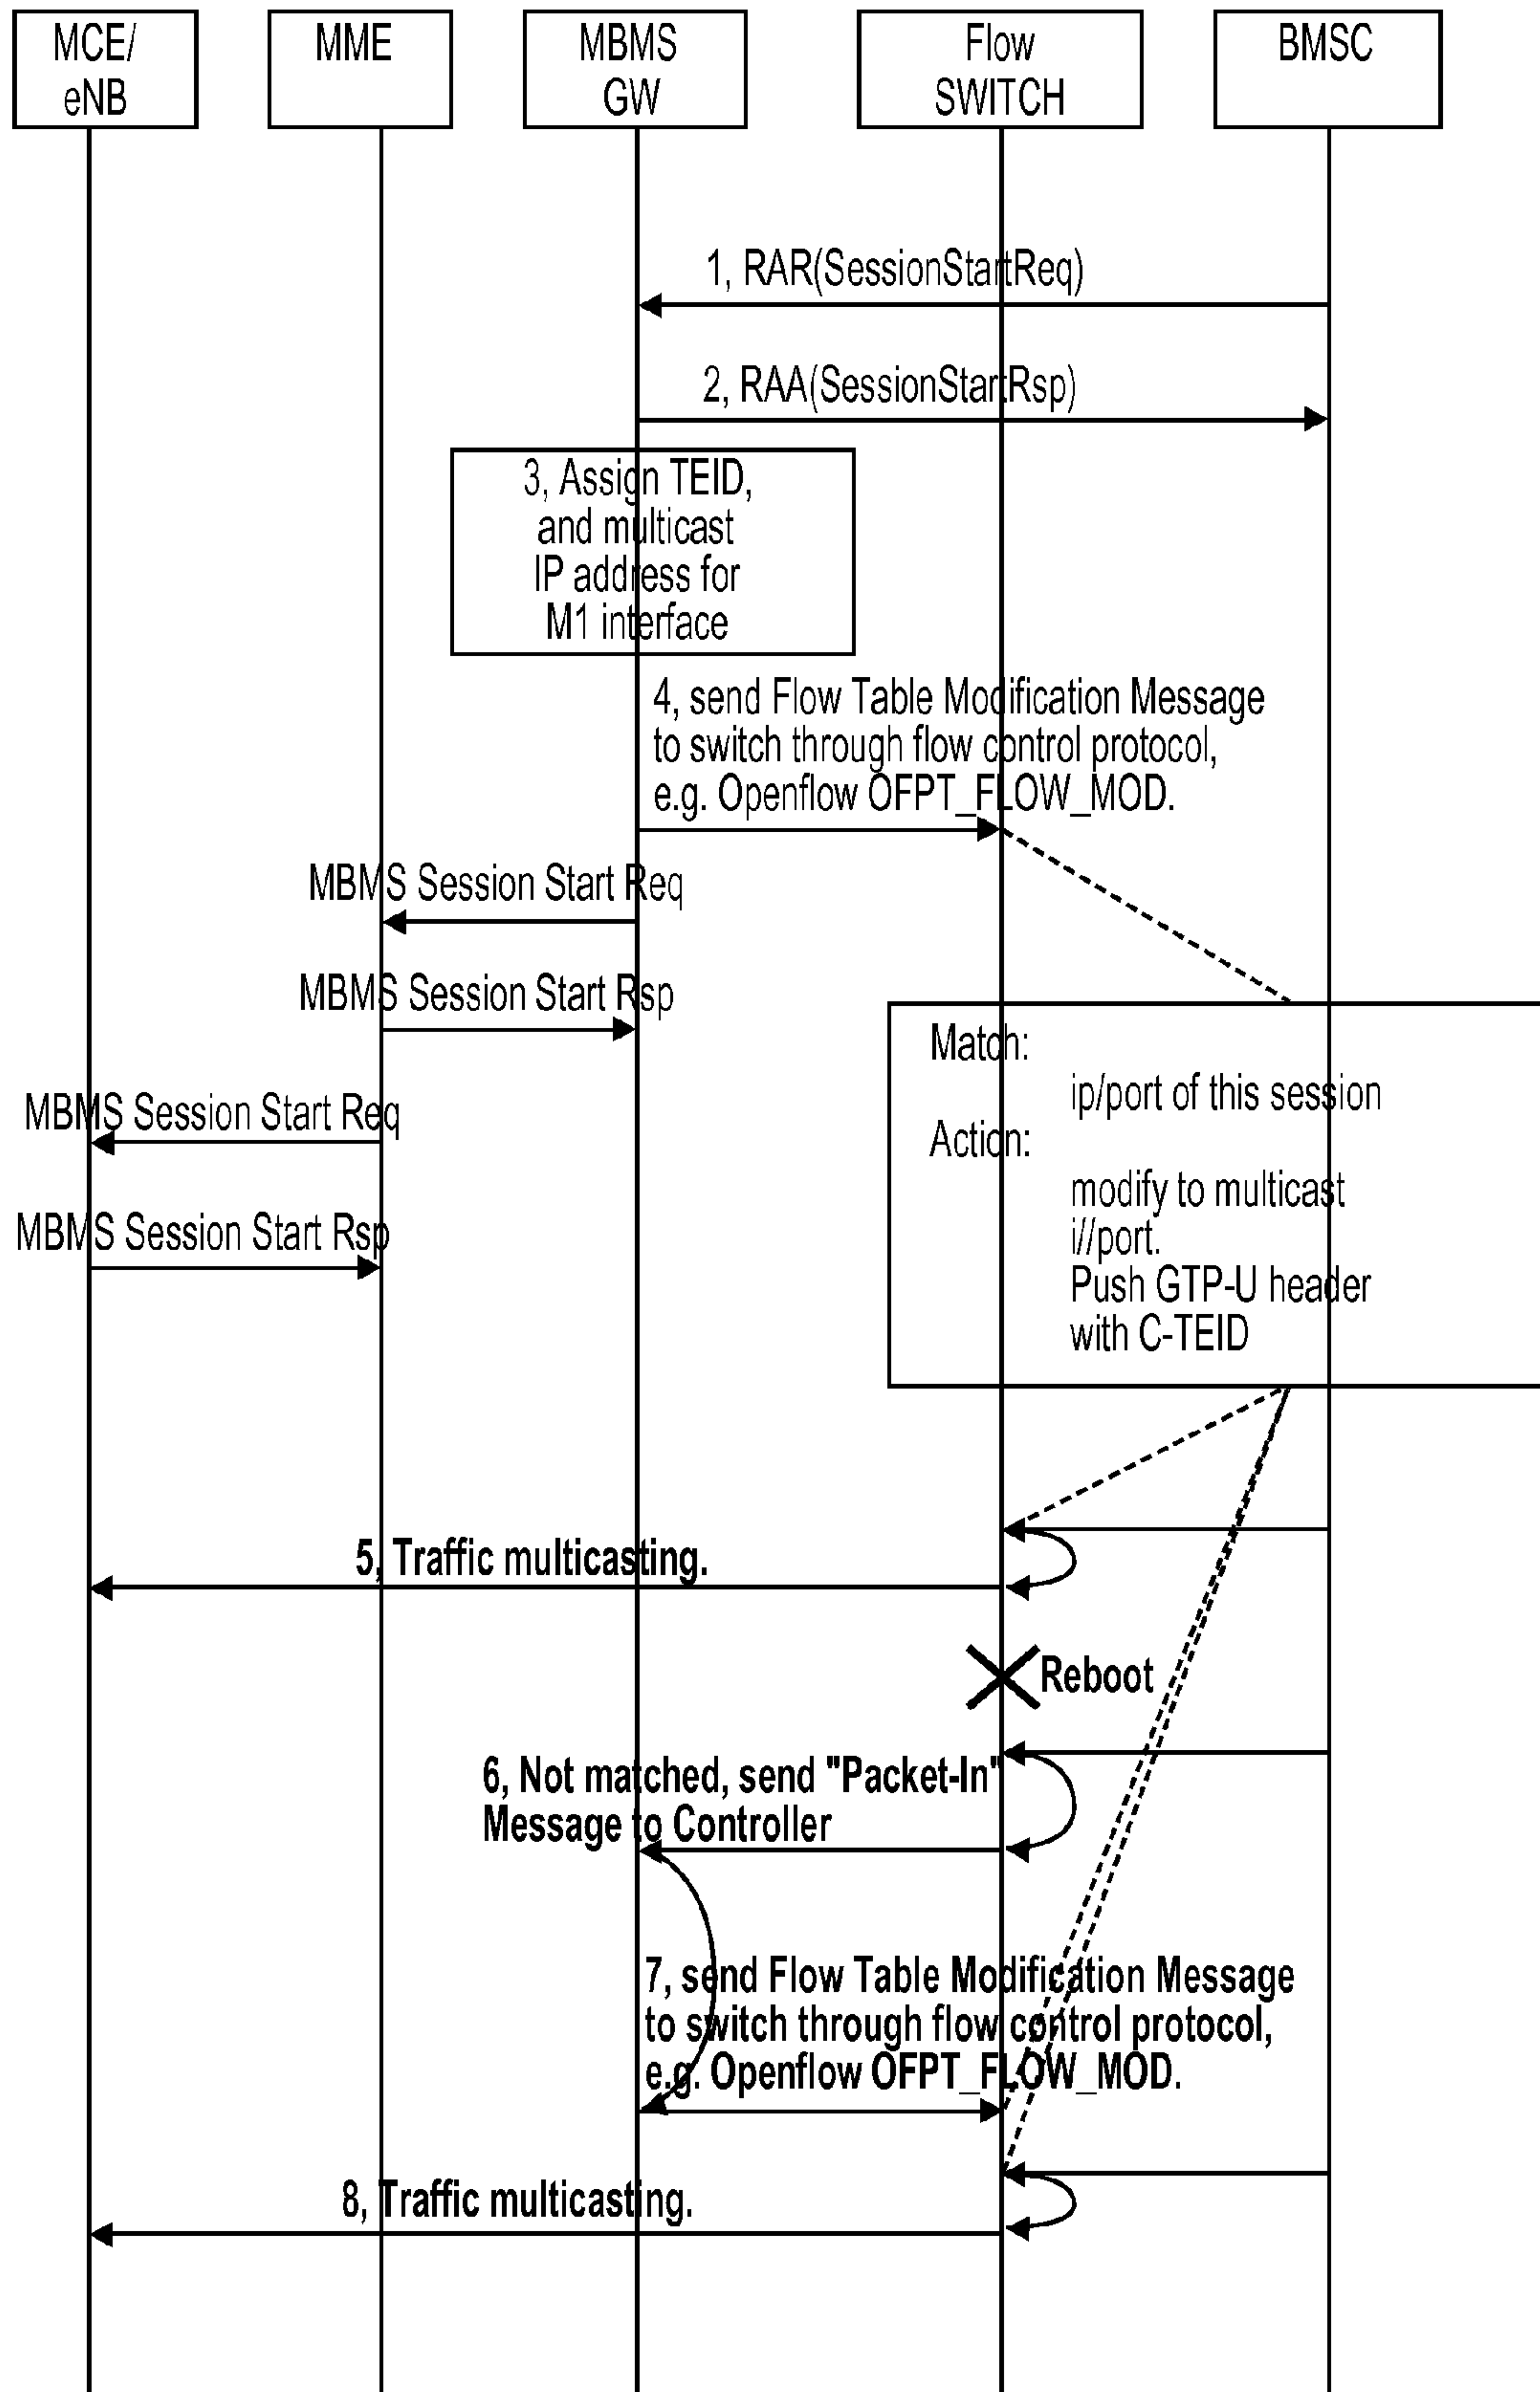 MCE/
eNB
MME
MBMS
GW
Flow
SWITCH
BMSC
1, RAR(SessionStartReq)
2, RAA(SessionStartRsp)
3, Assign TEID,
and multicast
IP address for
M1 interface
4, send Flow Table Modification Message
to switch through flow control protocol,
e.g. Openflow OFPT_FLOW_MOD.
MBMS Session Start Req
MBMS Session Start Rsp
Match:
ip/port of this session
Action:
modify to multicast
i//port.
Push GTP-U header
with C-TEID
MBMS Session Start Req
MBMS Session Start Rsp
5, Traffic multicasting.
Reboot
6, Not matched, send "Packet-In"
Message to Controller
7, send Flow Table Modification Message
to switch through flow control protocol,
e.g. Openflow OFPT_FLOW_MOD.
8, Traffic multicasting.